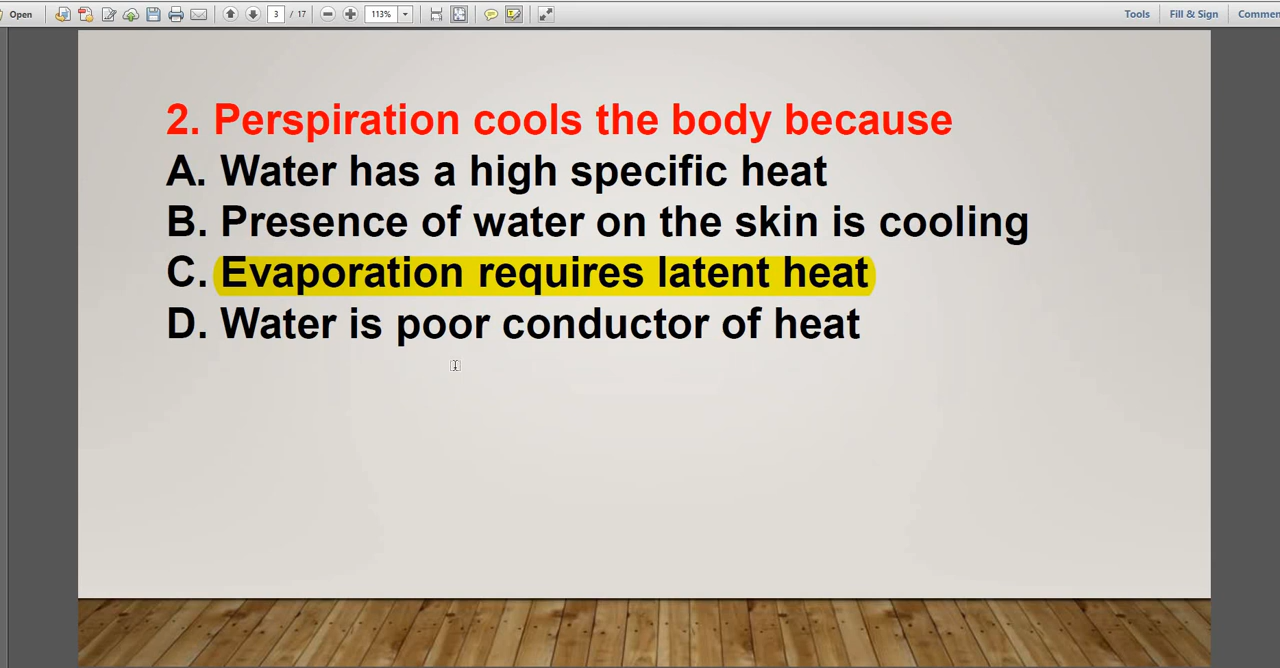 Open 3 / 17 113% Tools Fill & Sign Commen
2. Perspiration cools the body because
A. Water has a high specific heat
B. Presence of water on the skin is cooling
C. Evaporation requires latent heat
D. Water is poor conductor of heat